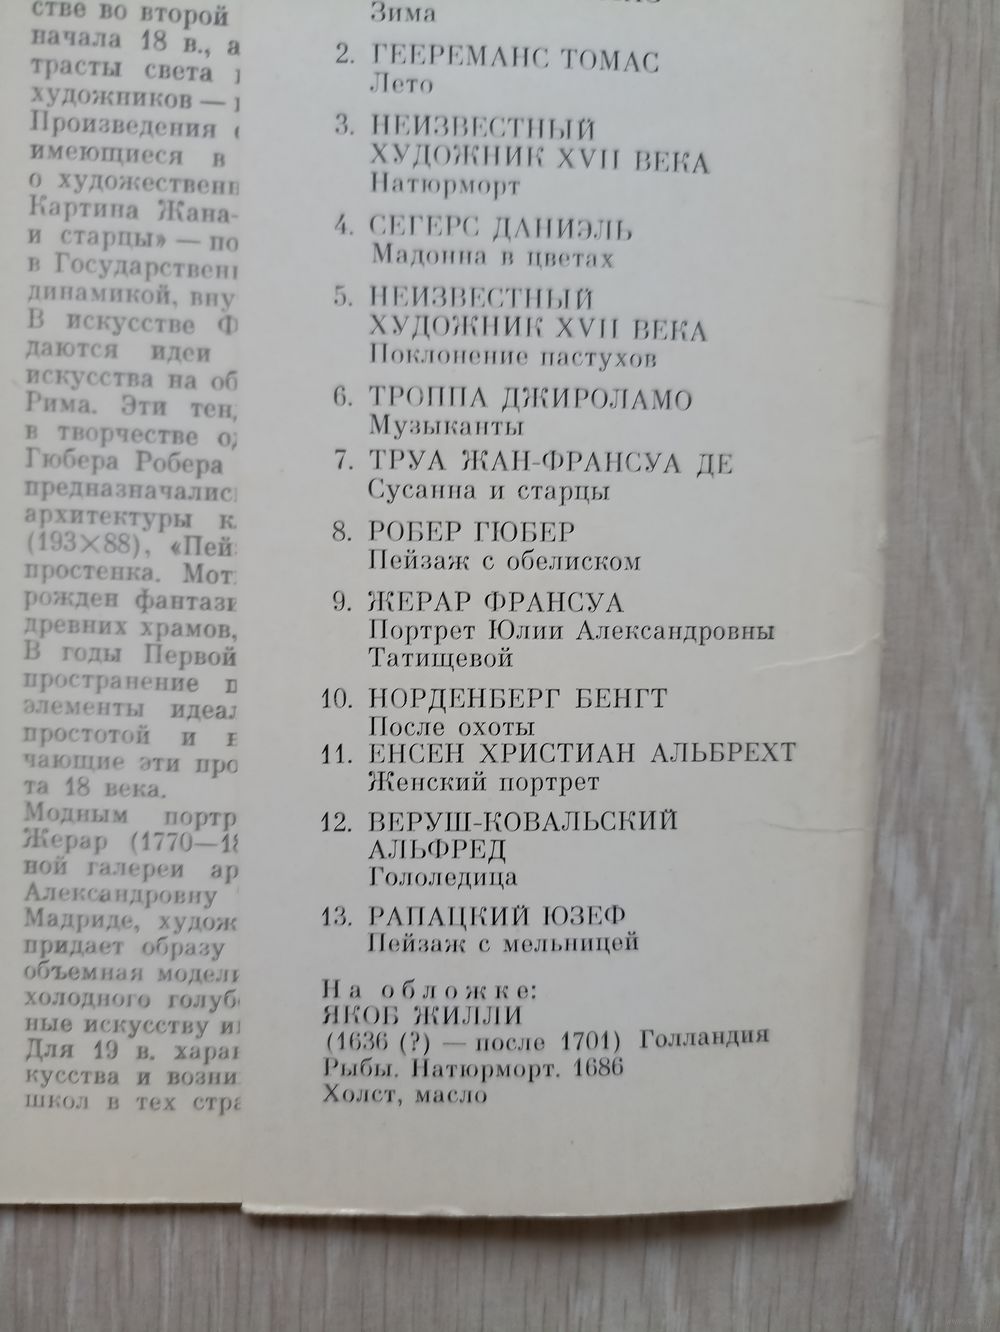 стве во второй
начала 18 в., а
трасты света
художников —
Произведения
имеющиеся в
о художествен
Картина Жана-
и старцы» — по
в Государствен
динамикой, вну
В искусстве Ф
даются идеи
искусства на об
Рима. Эти тен
в творчестве
Гюбера Робера
предназначалис
архитектуры к
(193×88), «Пей
простенка. Мот
рожден фантаз
древних храмов,
В годы Первой
пространение
элементы идеа
простотой и
чающие эти про
та 18 века.
Модным портр
Жерар (1770—18
ной галереи ар
Александровну
Мадриде, худож
придает образу
объемная модел
холодного голуб
ные искусству и
Для 19 в. хара
кусства и возни
школ в тех стра
Зима
2. ГЕЕРЕМАНС ТОМАС
Лето
3. НЕИЗВЕСТНЫЙ
ХУДОЖНИК XVII ВЕКА
Натюрморт
4. СЕГЕРС ДАНИЭЛЬ
Мадонна в цветах
5. НЕИЗВЕСТНЫЙ
ХУДОЖНИК XVII ВЕКА
Поклонение пастухов
6. ТРОППА ДЖИРОЛАМО
Музыканты
7. ТРУА ЖАН-ФРАНСУА ДЕ
Сусанна и старцы
8. РОБЕР ГЮБЕР
Пейзаж с обелиском
9. ЖЕРАР ФРАНСУА
Портрет Юлии Александровны
Татищевой
10. НОРДЕНБЕРГ БЕНГТ
После охоты
11. ЕНСЕН ХРИСТИАН АЛЬБРЕХТ
Женский портрет
12. ВЕРУШ-КОВАЛЬСКИЙ
АЛЬФРЕД
Гололедица
13. РАПАЦКИЙ ЮЗЕФ
Пейзаж с мельницей
На обложке:
ЯКОБ ЖИЛЛИ
(1636 (?) — после 1701) Голландия
Рыбы. Натюрморт. 1686
Холст, масло